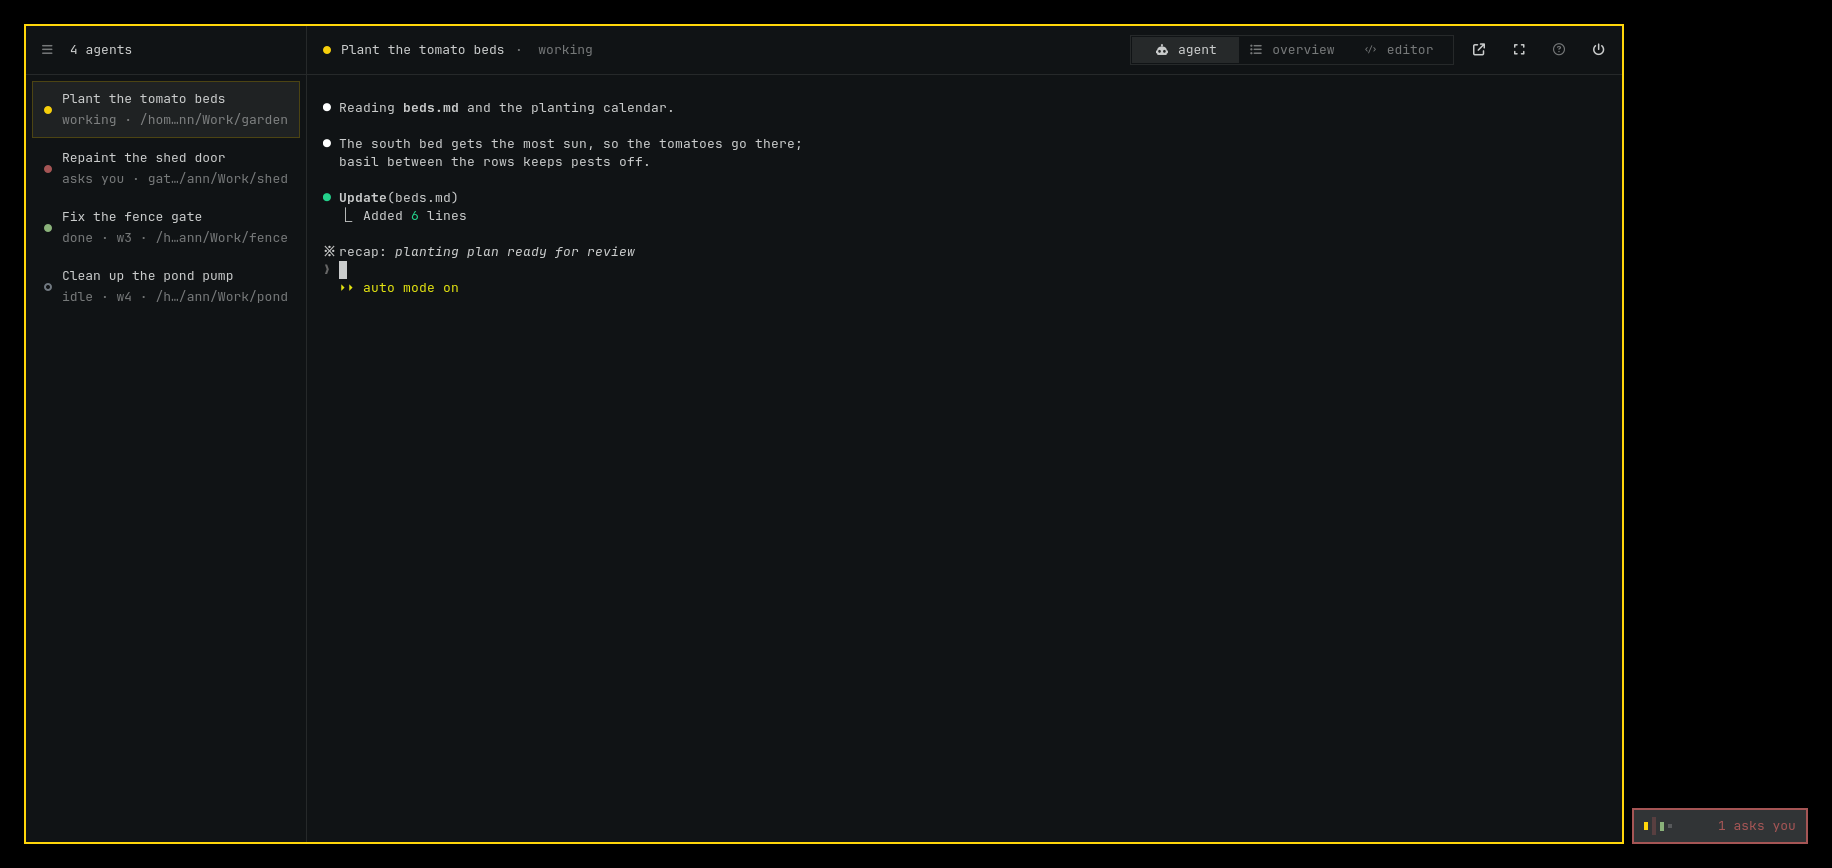 4 agents
Plant the tomato beds · working
agent
overview
editor
Plant the tomato beds
working · /hom…nn/Work/garden
Repaint the shed door
asks you · gat…/ann/Work/shed
Fix the fence gate
done · w3 · /h…ann/Work/fence
Clean up the pond pump
idle · w4 · /h…/ann/Work/pond
Reading beds.md and the planting calendar.
The south bed gets the most sun, so the tomatoes go there;
basil between the rows keeps pests off.
Update(beds.md)
⎿ Added 6 lines
※ recap: planting plan ready for review
❯
⏵⏵ auto mode on
1 asks you